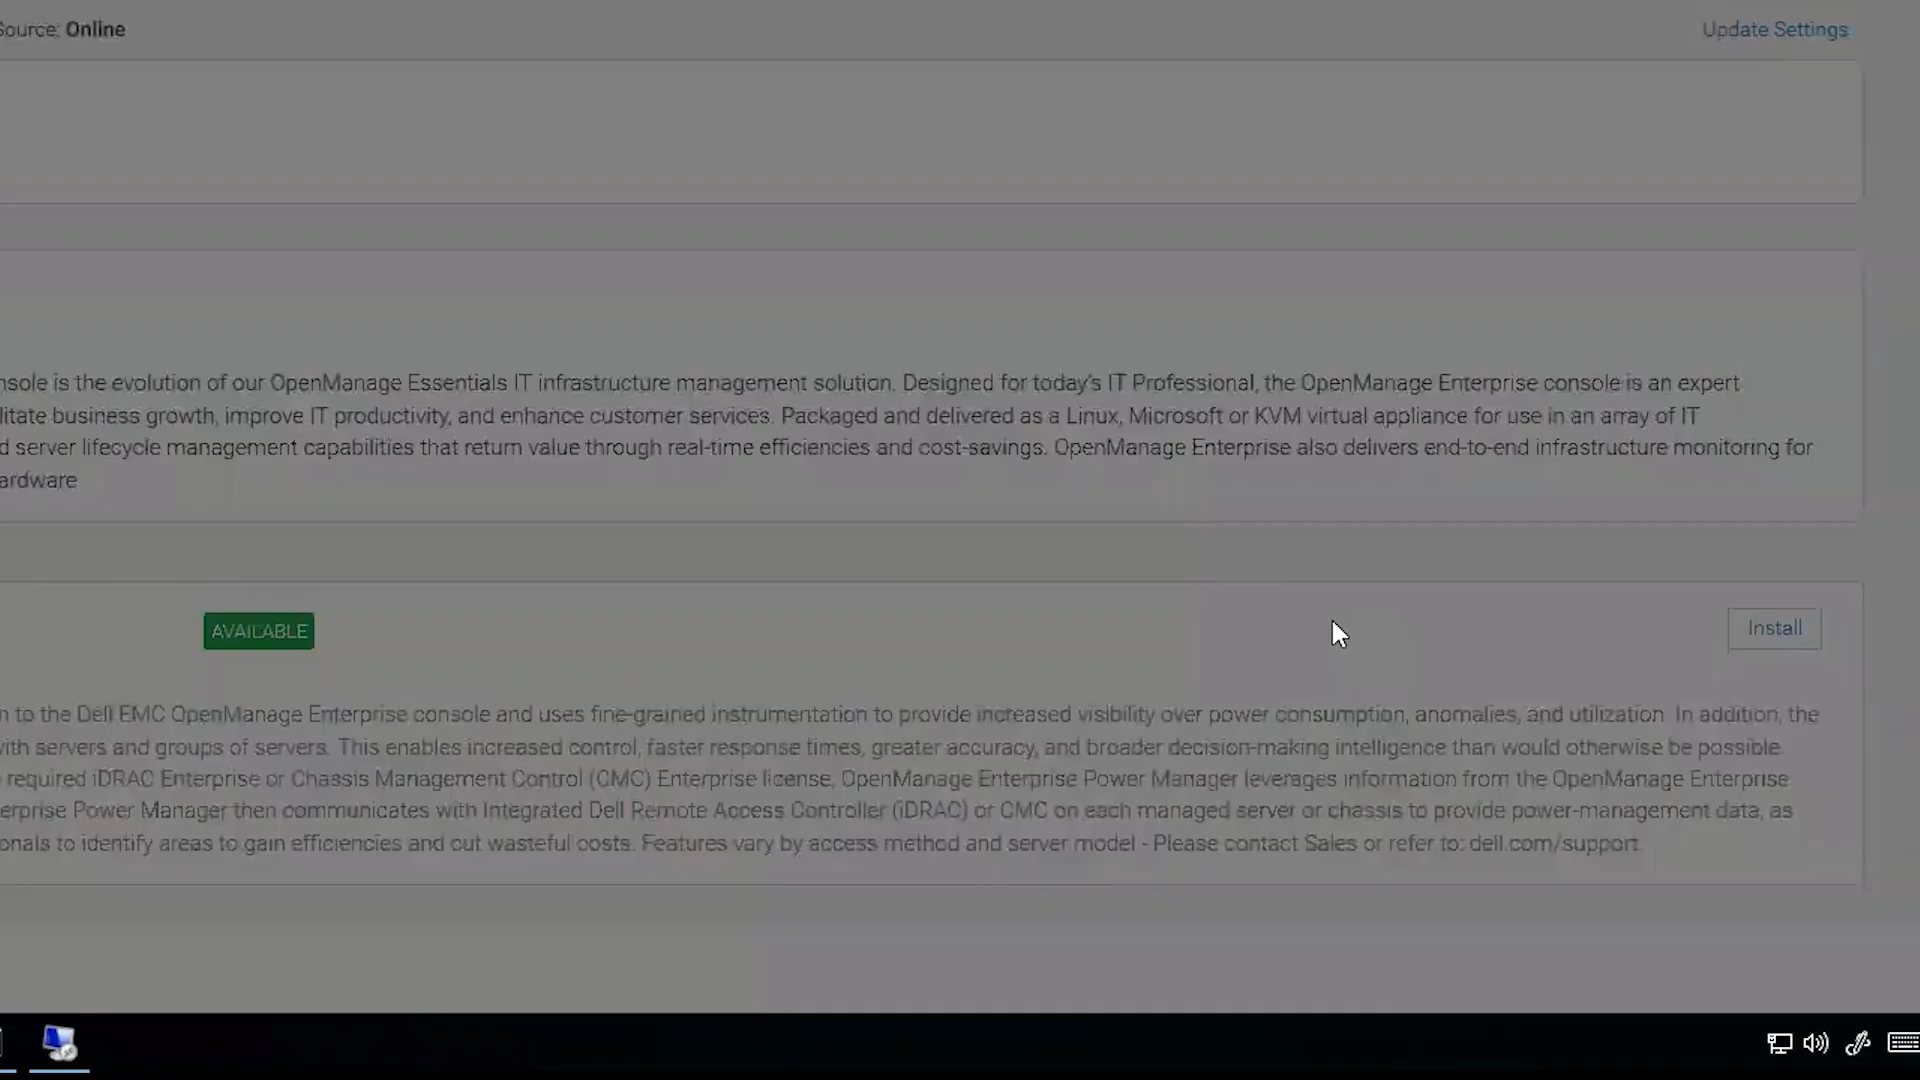 Source: Online
Update Settings
nsole is the evolution of our OpenManage Essentials IT infrastructure management solution. Designed for today's IT Professional, the OpenManage Enterprise console is an expert
litate business growth, improve IT productivity, and enhance customer services. Packaged and delivered as a Linux, Microsoft or KVM virtual appliance for use in an array of IT
d server lifecycle management capabilities that return value through real-time efficiencies and cost-savings. OpenManage Enterprise also delivers end-to-end infrastructure monitoring for
ardware
AVAILABLE
Install
n to the Dell EMC OpenManage Enterprise console and uses fine-grained instrumentation to provide increased visibility over power consumption, anomalies, and utilization. In addition, the
vith servers and groups of servers. This enables increased control, faster response times, greater accuracy, and broader decision-making intelligence than would otherwise be possible.
required iDRAC Enterprise or Chassis Management Control (CMC) Enterprise license, OpenManage Enterprise Power Manager leverages information from the OpenManage Enterprise
erprise Power Manager then communicates with Integrated Dell Remote Access Controller (iDRAC) or CMC on each managed server or chassis to provide power-management data, as
onals to identify areas to gain efficiencies and cut wasteful costs. Features vary by access method and server model - Please contact Sales or refer to: dell.com/support.